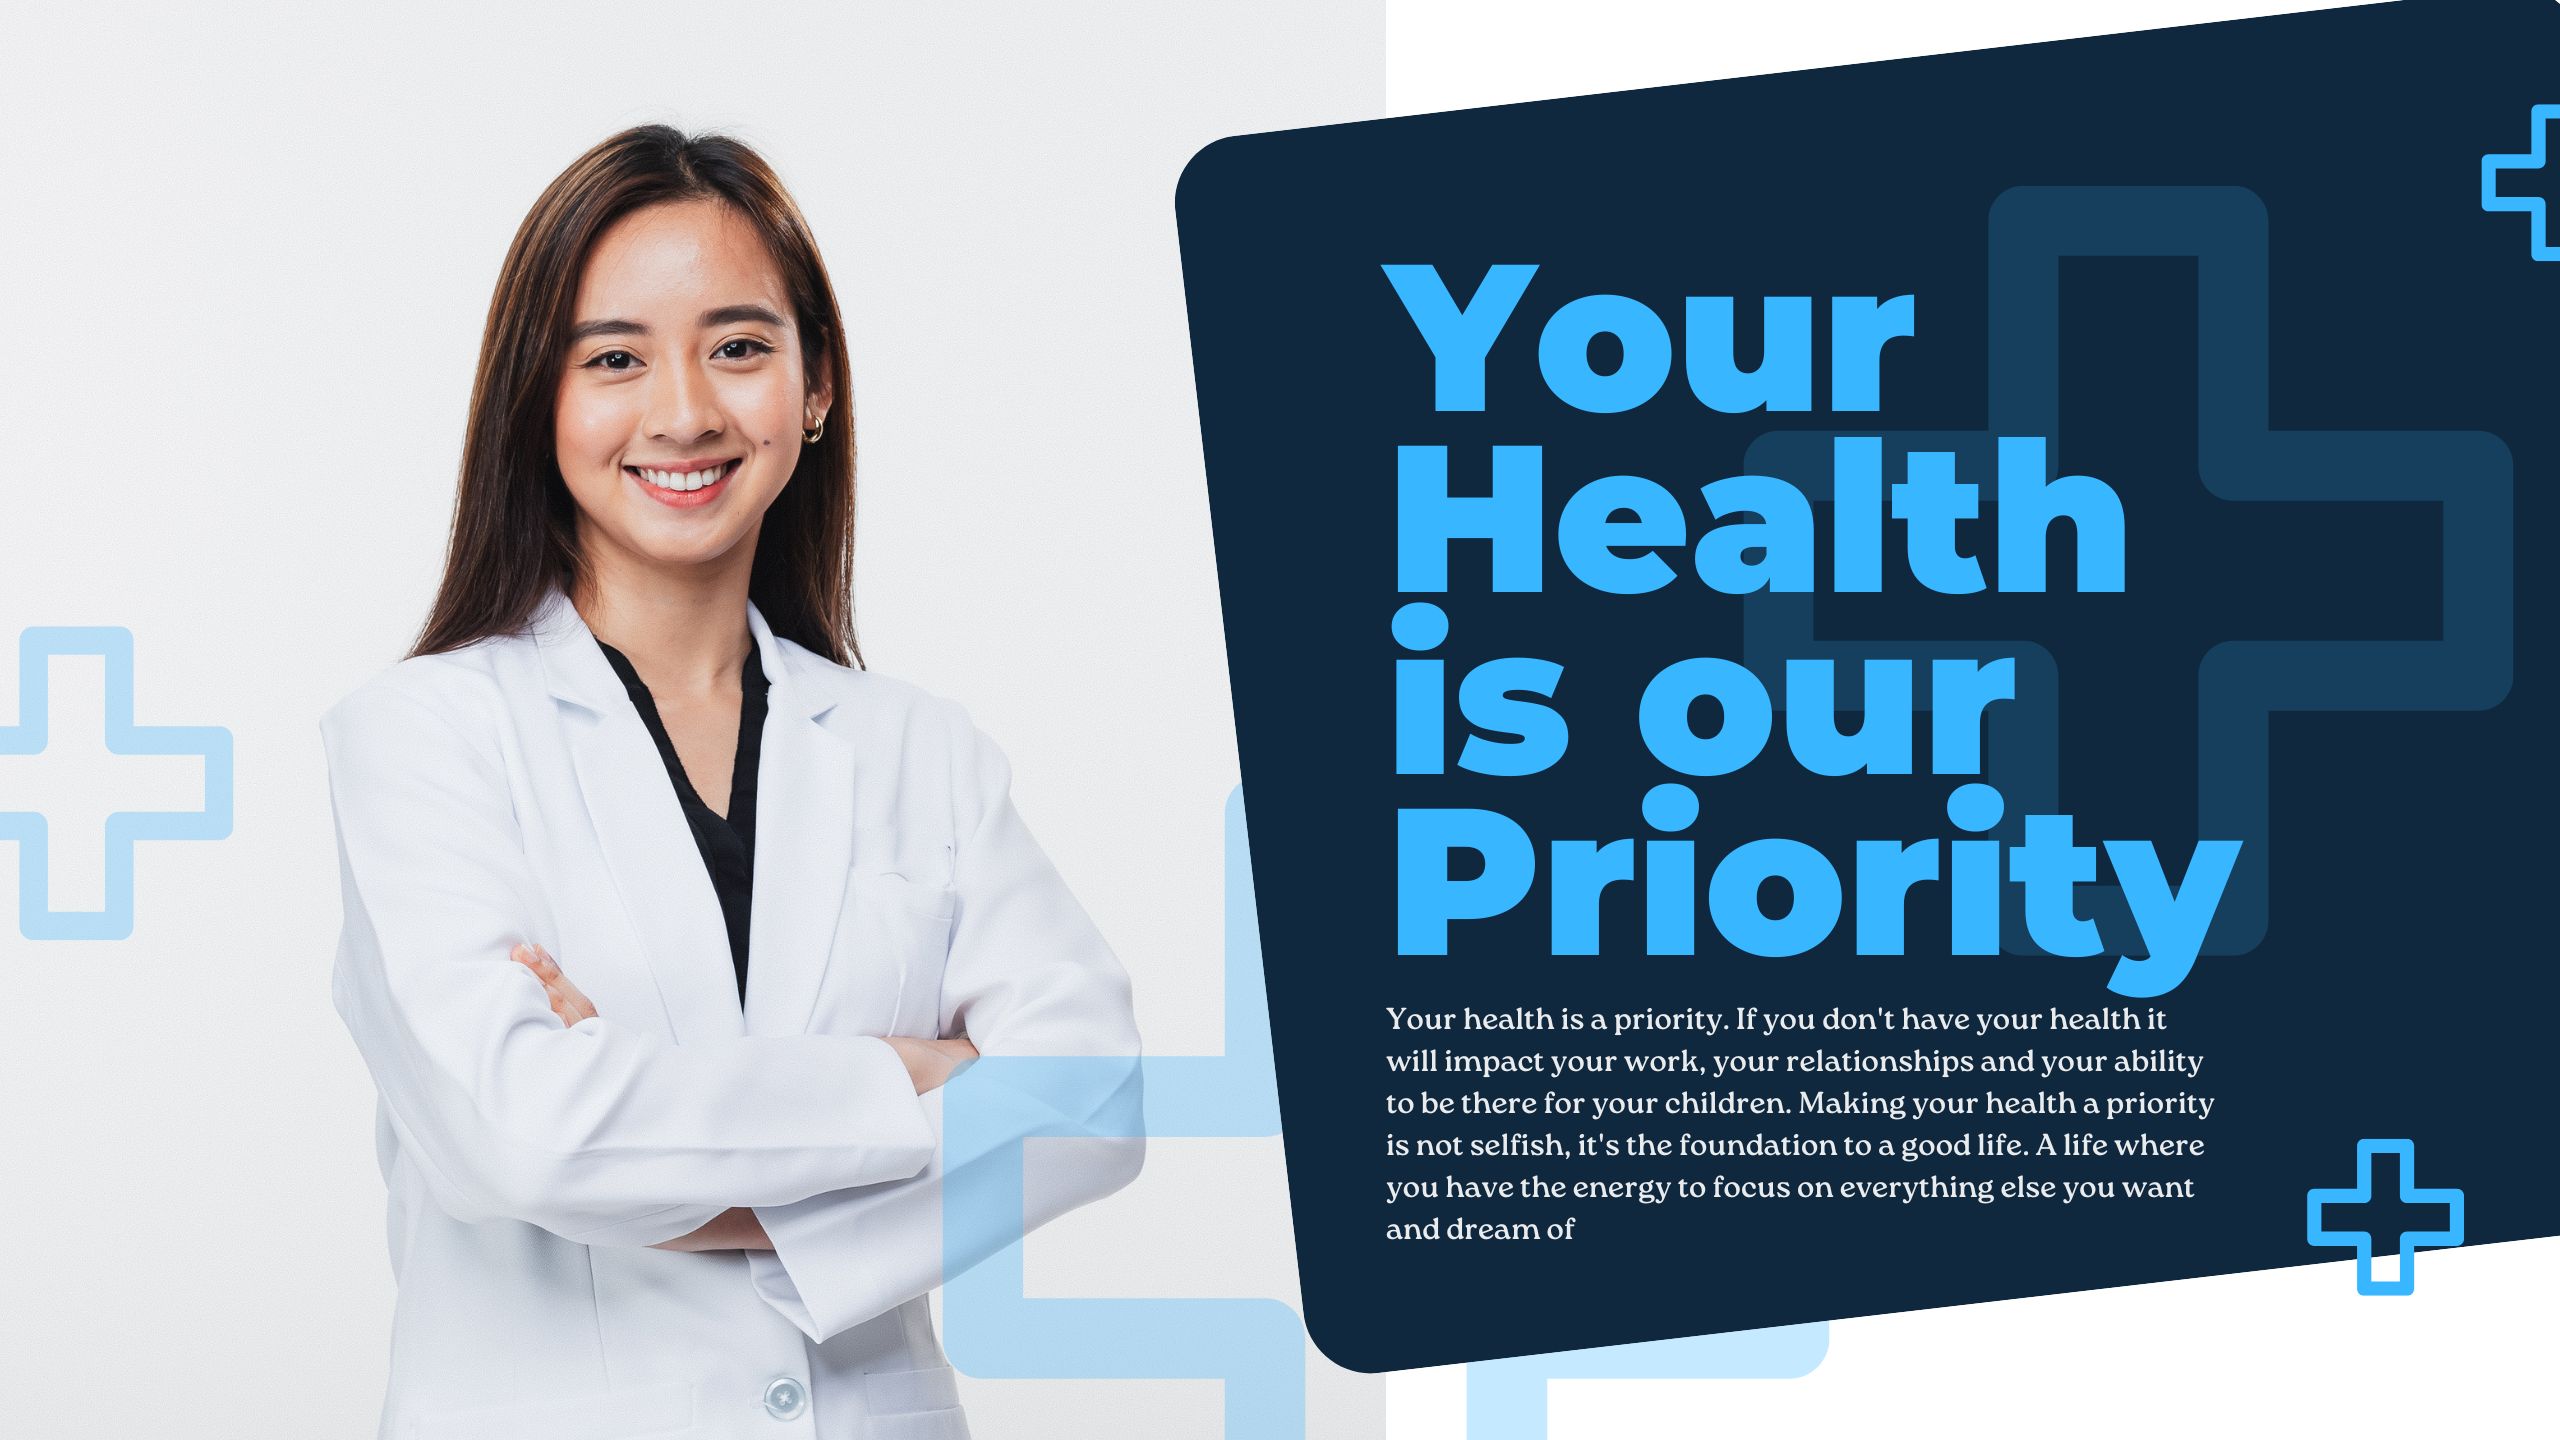 Your
Health
is our
Priority
Your health is a priority. If you don't have your health it
will impact your work, your relationships and your ability
to be there for your children. Making your health a priority
is not selfish, it's the foundation to a good life. A life where
you have the energy to focus on everything else you want
and dream of